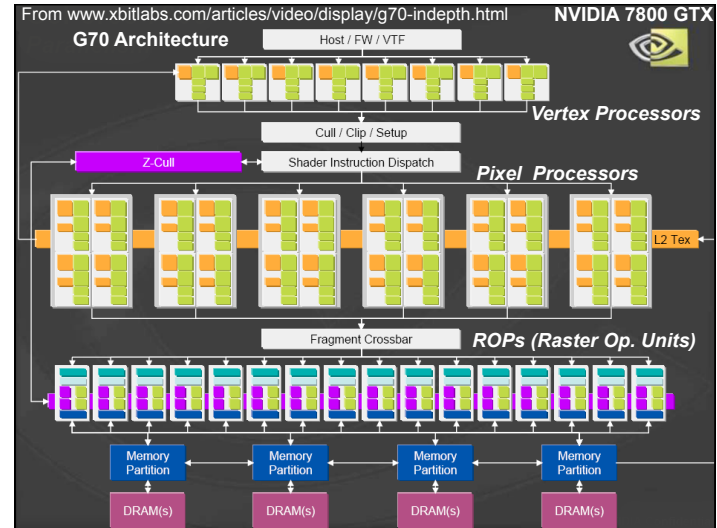 From www.xbitlabs.com/articles/video/display/g70-indepth.html NVIDIA 7800 GTX
G70 Architecture
Host / FW / VTF
Vertex Processors
Cull / Clip / Setup
Z-Cull
Shader Instruction Dispatch
Pixel Processors
L2 Tex
Fragment Crossbar
ROPs (Raster Op. Units)
Memory
Partition
Memory
Partition
Memory
Partition
Memory
Partition
DRAM(s)
DRAM(s)
DRAM(s)
DRAM(s)